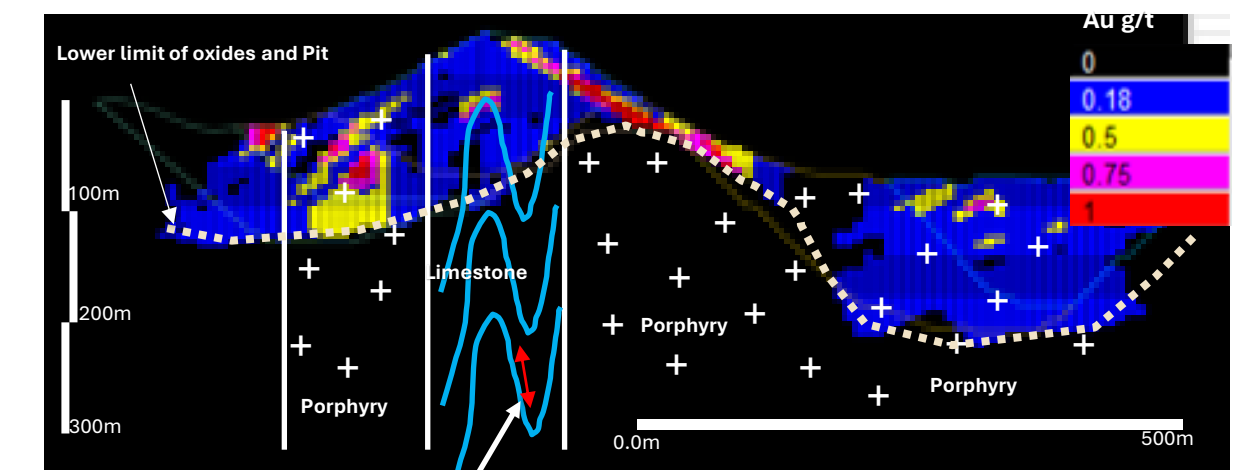 Au g/t
Lower limit of oxides and Pit
0
0.18
0.5
0.75
1
100m
200m
300m
Limestone
Porphyry
Porphyry
Porphyry
0.0m
500m